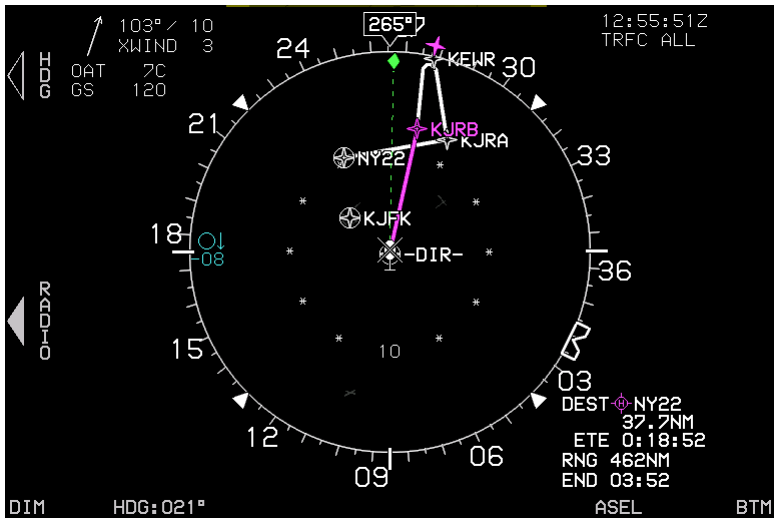 103°/ 10
XWIND 3
OAT 7C
GS 120
HDG
265°
12:55:51Z
TRFC ALL
24
KEWR
30
21
KJRB
KJRA
33
NY22
KJFK
18
-DIR-
-08
36
RADIO
15
10
03
12
09
06
DEST NY22
37.7NM
ETE 0:18:52
RNG 462NM
END 03:52
DIM
HDG:021°
ASEL
BTM